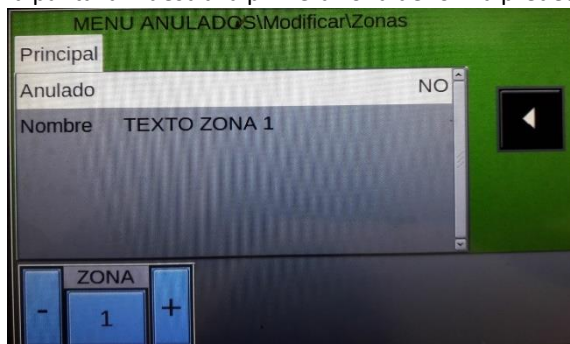 MENU ANULADOS\Modificar\Zonas
Principal
Anulado NO
Nombre TEXTO ZONA 1
ZONA
- 1 +